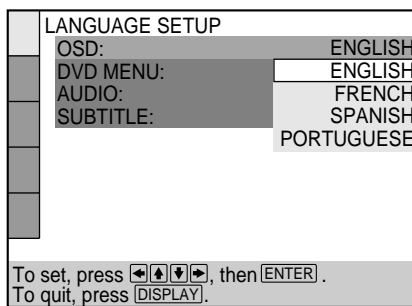 LANGUAGE SETUP
OSD: ENGLISH
DVD MENU: ENGLISH
AUDIO: FRENCH
SUBTITLE: SPANISH
PORTUGUESE
To set, press ←↑↓→, then ENTER .
To quit, press DISPLAY.